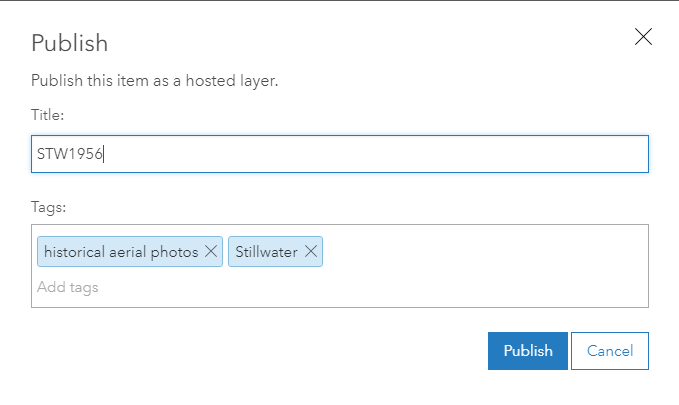 Publish
Publish this item as a hosted layer.
Title:
STW1956
Tags:
historical aerial photos Stillwater
Add tags
Publish Cancel